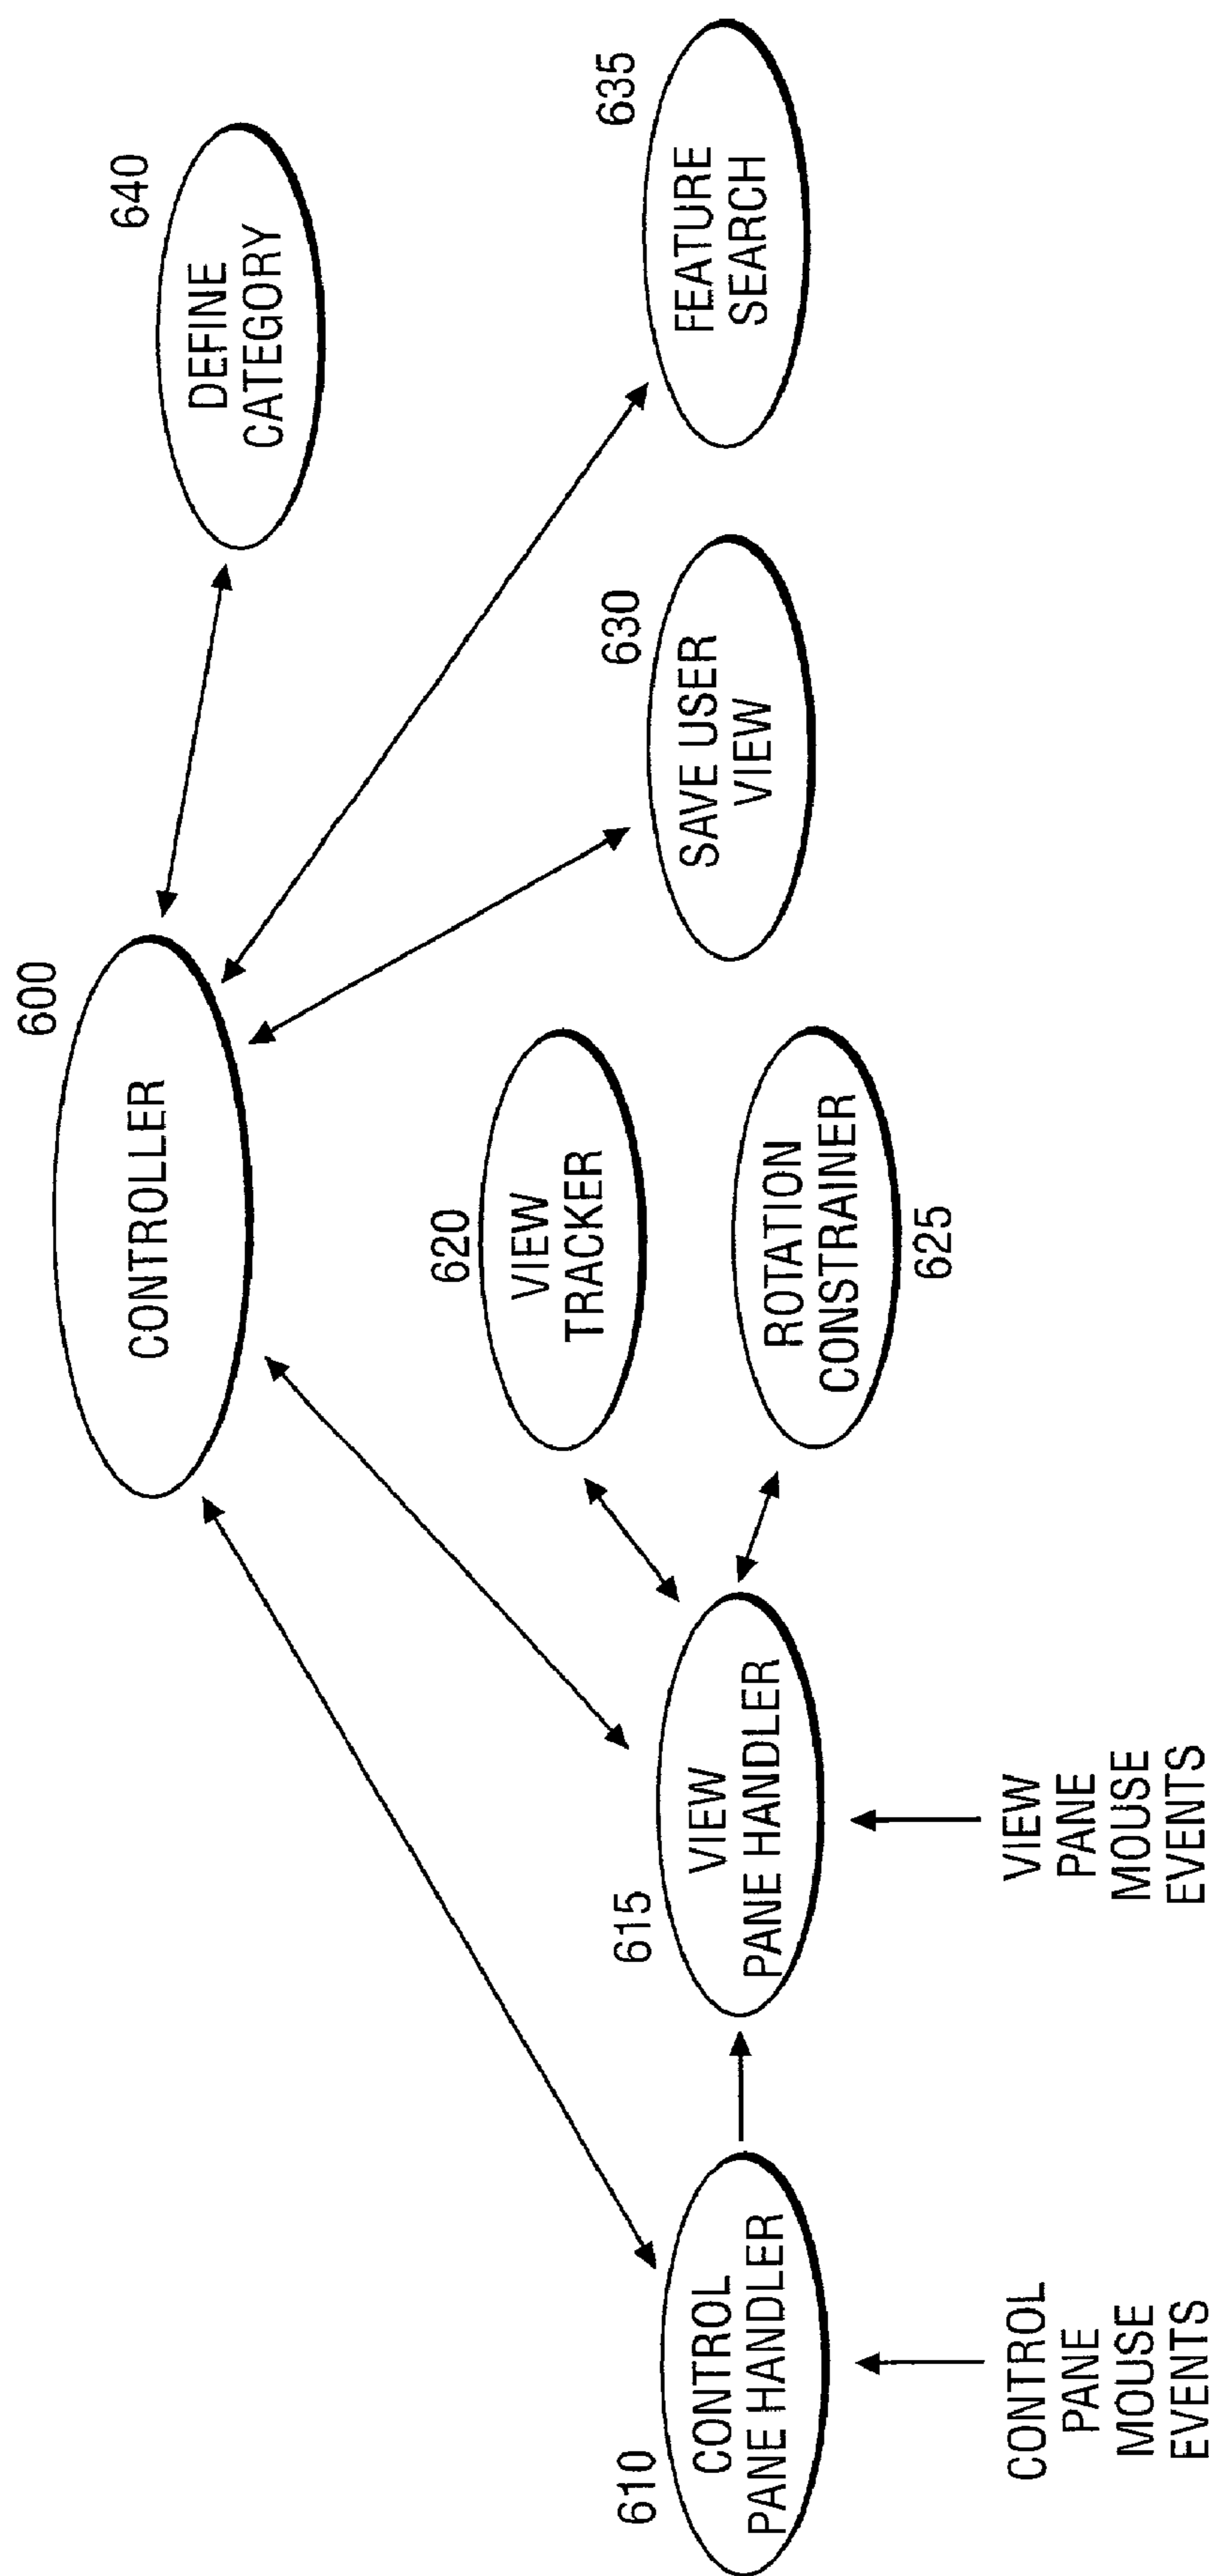 600
CONTROLLER
640
DEFINE
CATEGORY
620
VIEW
TRACKER
610
CONTROL
PANE HANDLER
615
VIEW
PANE HANDLER
ROTATION
CONSTRAINER
625
630
SAVE USER
VIEW
635
FEATURE
SEARCH
CONTROL
PANE
MOUSE
EVENTS
VIEW
PANE
MOUSE
EVENTS